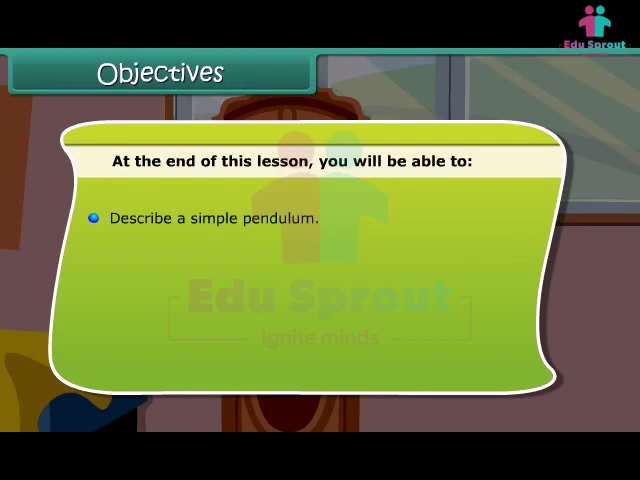 Edu Sprout
Objectives
At the end of this lesson, you will be able to:
Describe a simple pendulum.
Edu Sprout
Ignite minds